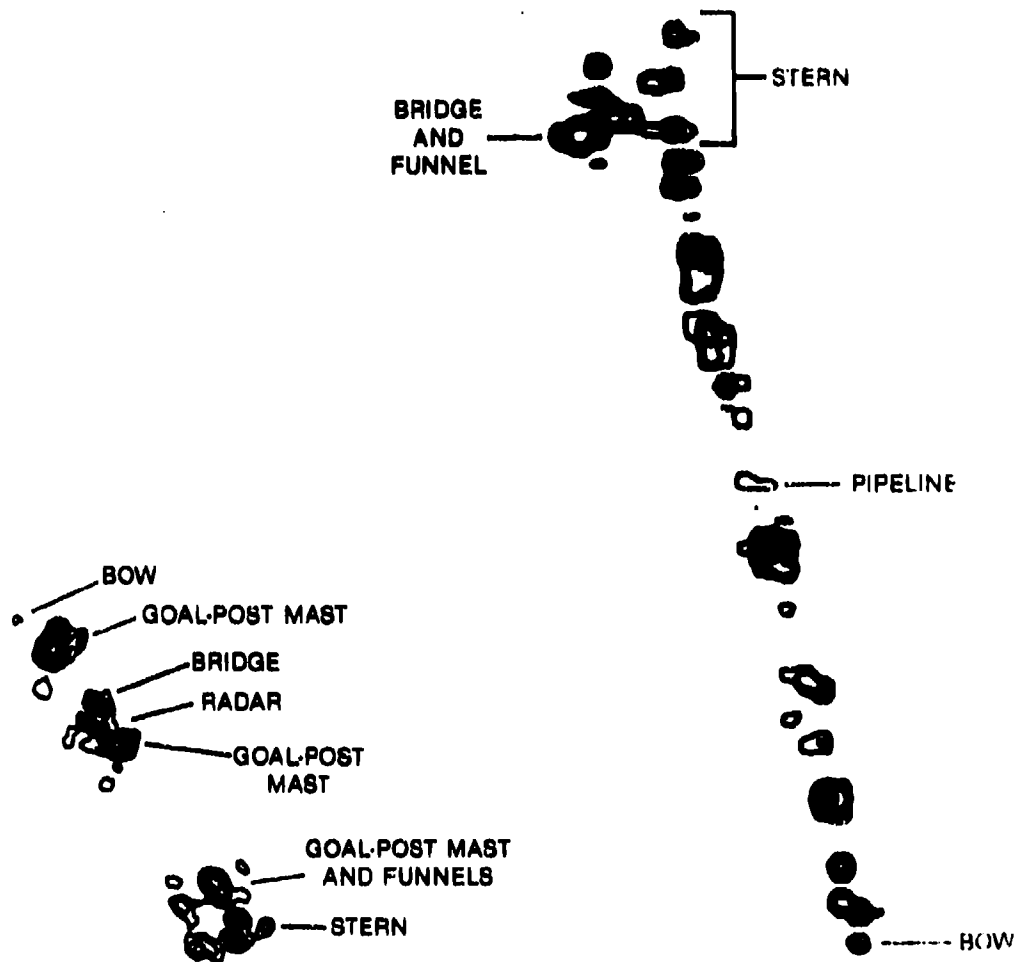 STERN
BRIDGE
AND
FUNNEL
PIPELINE
BOW
GOAL-POST MAST
BRIDGE
RADAR
GOAL-POST
MAST
GOAL-POST MAST
AND FUNNELS
STERN
BOW